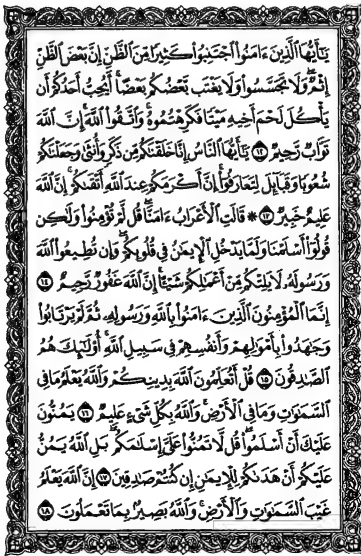 يَٰٓأَيُّهَا ٱلَّذِينَ ءَامَنُوا۟ ٱجْتَنِبُوا۟ كَثِيرًا مِّنَ ٱلظَّنِّ إِنَّ بَعْضَ ٱلظَّنِّ
إِثْمٌ ۖ وَلَا تَجَسَّسُوا۟ وَلَا يَغْتَب بَّعْضُكُم بَعْضًا ۚ أَيُحِبُّ أَحَدُكُمْ أَن
يَأْكُلَ لَحْمَ أَخِيهِ مَيْتًا فَكَرِهْتُمُوهُ ۚ وَٱتَّقُوا۟ ٱللَّهَ ۚ إِنَّ ٱللَّهَ
تَوَّابٌ رَّحِيمٌ ١٢ يَٰٓأَيُّهَا ٱلنَّاسُ إِنَّا خَلَقْنَٰكُم مِّن ذَكَرٍ وَأُنثَىٰ وَجَعَلْنَٰكُمْ
شُعُوبًا وَقَبَآئِلَ لِتَعَارَفُوٓا۟ ۚ إِنَّ أَكْرَمَكُمْ عِندَ ٱللَّهِ أَتْقَىٰكُمْ ۚ إِنَّ ٱللَّهَ
عَلِيمٌ خَبِيرٌ ١٣ ۞ قَالَتِ ٱلْأَعْرَابُ ءَامَنَّا ۖ قُل لَّمْ تُؤْمِنُوا۟ وَلَٰكِن
قُولُوٓا۟ أَسْلَمْنَا وَلَمَّا يَدْخُلِ ٱلْإِيمَٰنُ فِى قُلُوبِكُمْ ۖ وَإِن تُطِيعُوا۟ ٱللَّهَ
وَرَسُولَهُۥ لَا يَلِتْكُم مِّنْ أَعْمَٰلِكُمْ شَيْـًٔا ۚ إِنَّ ٱللَّهَ غَفُورٌ رَّحِيمٌ ١٤
إِنَّمَا ٱلْمُؤْمِنُونَ ٱلَّذِينَ ءَامَنُوا۟ بِٱللَّهِ وَرَسُولِهِۦ ثُمَّ لَمْ يَرْتَابُوا۟
وَجَٰهَدُوا۟ بِأَمْوَٰلِهِمْ وَأَنفُسِهِمْ فِى سَبِيلِ ٱللَّهِ ۚ أُو۟لَٰٓئِكَ هُمُ
ٱلصَّٰدِقُونَ ١٥ قُلْ أَتُعَلِّمُونَ ٱللَّهَ بِدِينِكُمْ وَٱللَّهُ يَعْلَمُ مَا فِى
ٱلسَّمَٰوَٰتِ وَمَا فِى ٱلْأَرْضِ ۚ وَٱللَّهُ بِكُلِّ شَىْءٍ عَلِيمٌ ١٦ يَمُنُّونَ
عَلَيْكَ أَنْ أَسْلَمُوا۟ ۖ قُل لَّا تَمُنُّوا۟ عَلَىَّ إِسْلَٰمَكُم ۖ بَلِ ٱللَّهُ يَمُنُّ
عَلَيْكُمْ أَنْ هَدَىٰكُمْ لِلْإِيمَٰنِ إِن كُنتُمْ صَٰدِقِينَ ١٧ إِنَّ ٱللَّهَ يَعْلَمُ
غَيْبَ ٱلسَّمَٰوَٰتِ وَٱلْأَرْضِ ۚ وَٱللَّهُ بَصِيرٌۢ بِمَا تَعْمَلُونَ ١٨